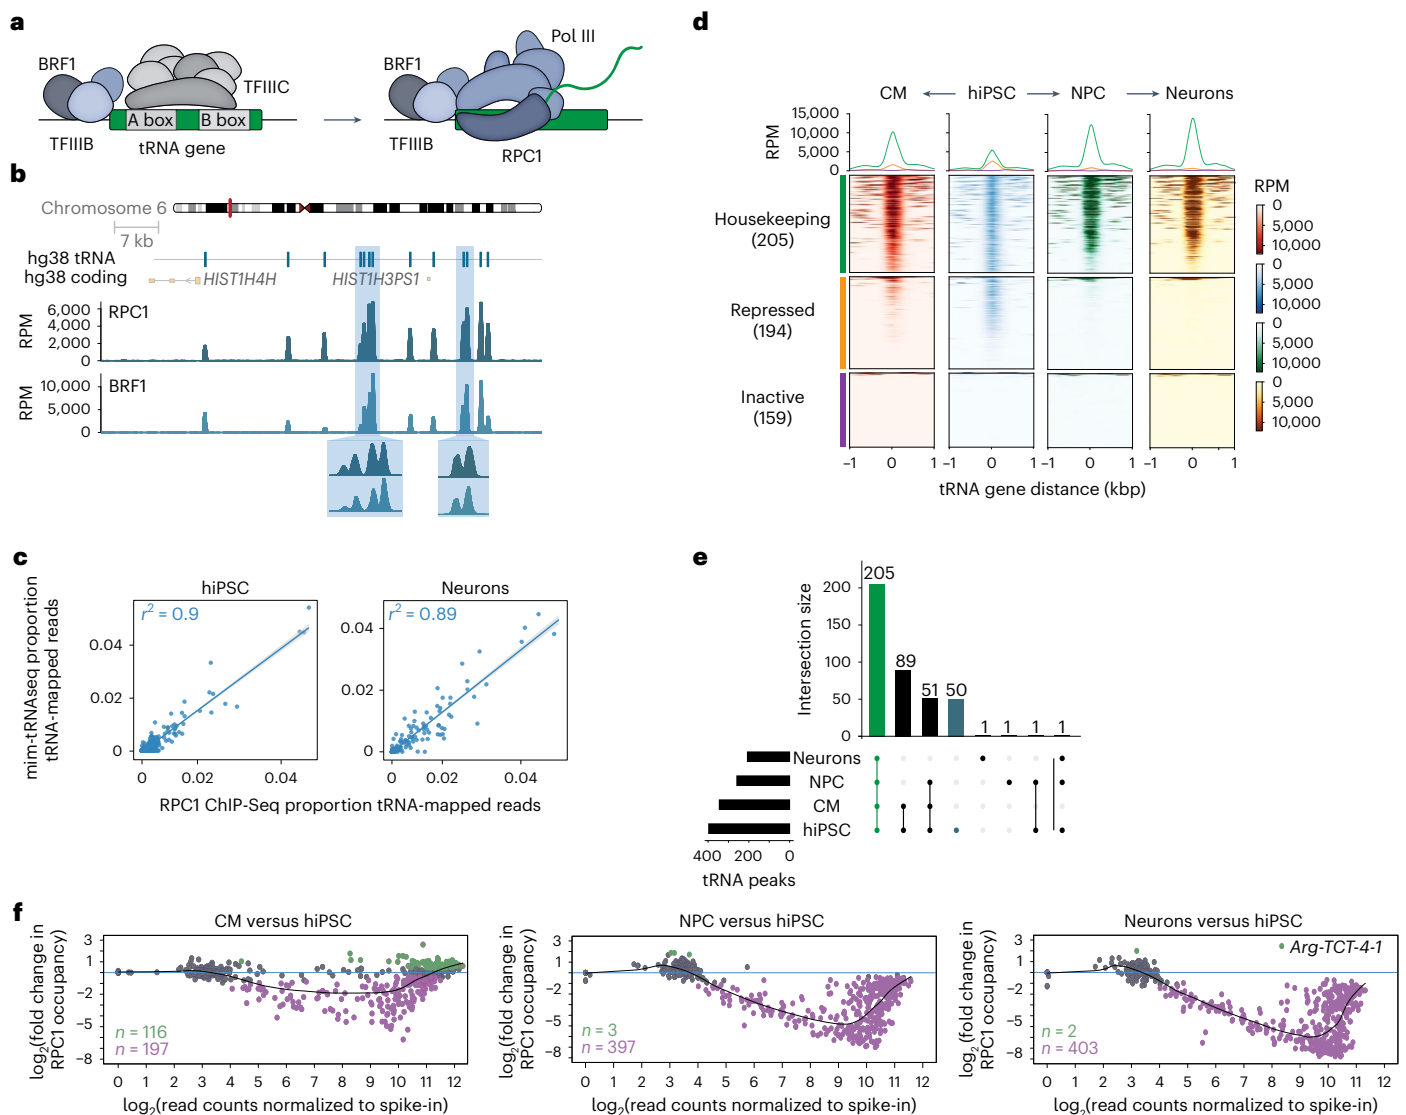 a
BRF1
TFIIIC
A box
B box
TFIIIB
tRNA gene
Pol III
BRF1
TFIIIB
RPC1
b
Chromosome 6
7 kb
hg38 tRNA
hg38 coding
HIST1H4H
HIST1H3PS1
RPM
6,000
4,000
2,000
0
RPC1
RPM
10,000
5,000
0
BRF1
c
hiPSC
Neurons
mim-tRNAseq proportion
tRNA-mapped reads
r² = 0.9
0.04
0.02
0
0 0.02 0.04
r² = 0.89
0.04
0.02
0
0 0.02 0.04
RPC1 ChIP-Seq proportion tRNA-mapped reads
d
CM hiPSC NPC Neurons
RPM
15,000
5,000
0
Housekeeping
(205)
Repressed
(194)
Inactive
(159)
−1 0 1
−1 0 1
−1 0 1
−1 0 1
tRNA gene distance (kbp)
RPM
0
5,000
10,000
0
5,000
10,000
0
5,000
10,000
0
5,000
10,000
e
Intersection size
200
150
100
50
0
205
89
51
50
1
1
1
1
Neurons
NPC
CM
hiPSC
400 200 0
tRNA peaks
f
CM versus hiPSC
log₂(fold change in
RPC1 occupancy)
3
1
−2
−5
−8
n = 116
n = 197
0 1 2 3 4 5 6 7 8 9 10 11 12
log₂(read counts normalized to spike-in)
NPC versus hiPSC
log₂(fold change in
RPC1 occupancy)
3
1
−2
−5
−8
n = 3
n = 397
0 1 2 3 4 5 6 7 8 9 10 11 12
log₂(read counts normalized to spike-in)
Neurons versus hiPSC
log₂(fold change in
RPC1 occupancy)
3
1
−2
−5
−8
Arg-TCT-4-1
n = 2
n = 403
0 1 2 3 4 5 6 7 8 9 10 11 12
log₂(read counts normalized to spike-in)